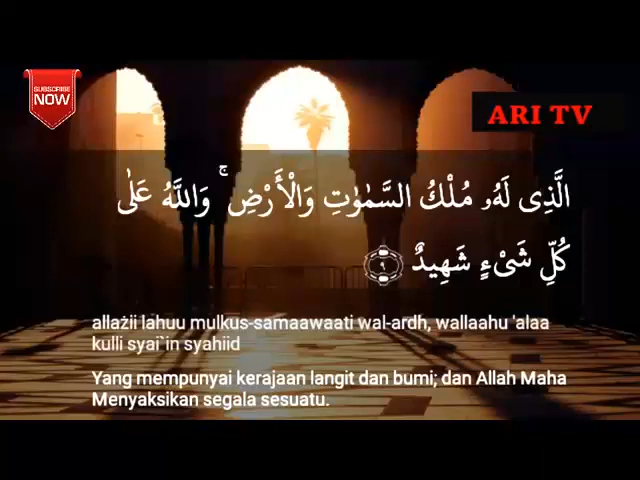 SUBSCRIBE
NOW
ARI TV
الَّذِى لَهُۥ مُلْكُ السَّمٰوٰتِ وَالْأَرْضِ ۚ وَاللَّهُ عَلٰى
كُلِّ شَىْءٍ شَهِيدٌ ٩
allażii lahuu mulkus-samaawaati wal-ardh, wallaahu 'alaa
kulli syai`in syahiid
Yang mempunyai kerajaan langit dan bumi; dan Allah Maha
Menyaksikan segala sesuatu.